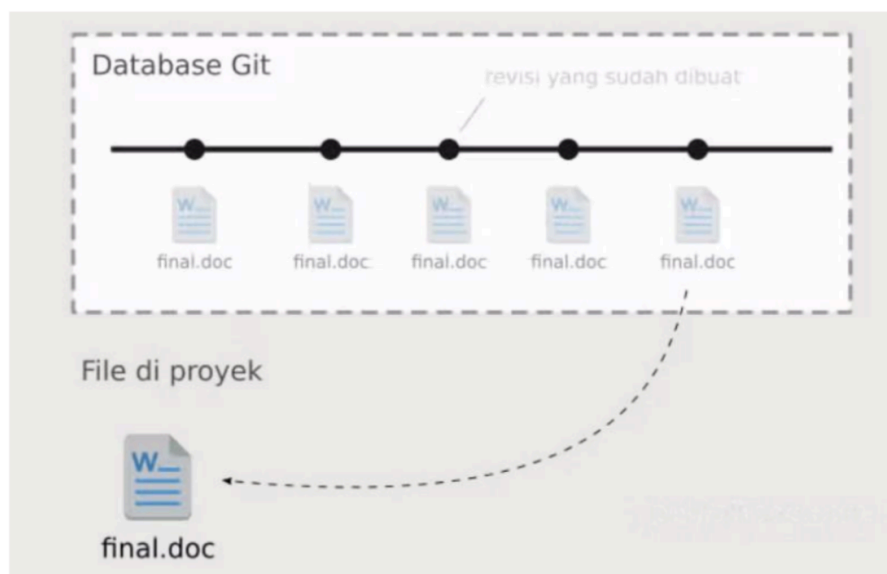 Database Git
revisi yang sudah dibuat
W
W
W
W
W
final.doc
final.doc
final.doc
final.doc
final.doc
File di proyek
W
final.doc